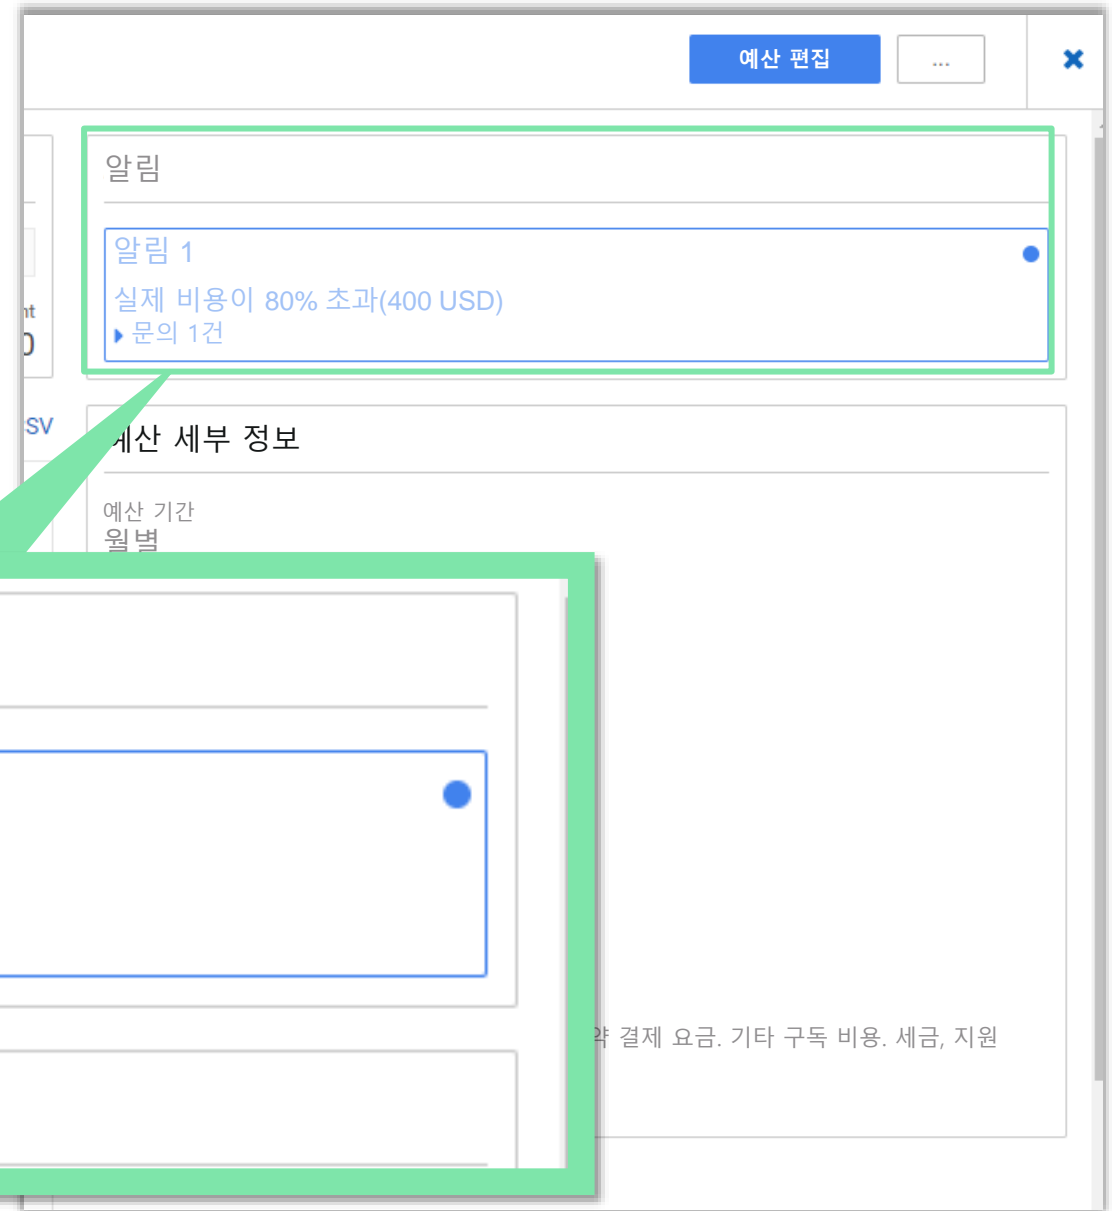 예산 편집
...
알림
알림 1
실제 비용이 80% 초과(400 USD)
문의 1건
SV
예산 세부 정보
예산 기간
월별
결제 요금. 기타 구독 비용. 세금, 지원